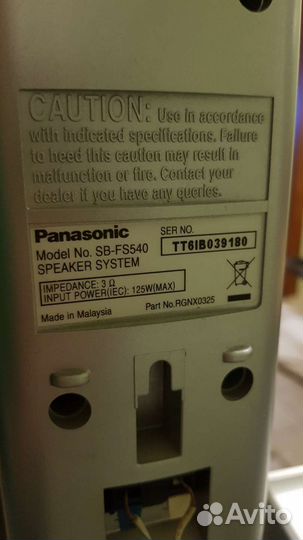 CAUTION: Use in accordance
with indicated specifications. Failure
to heed this caution may result in
malfunction or fire. Contact your
dealer if you have any queries.
Panasonic
Model No. SB-FS540
SPEAKER SYSTEM
SER NO.
TT6IB039180
IMPEDANCE: 3 Ω
INPUT POWER(IEC): 125W(MAX)
Made in Malaysia
Part No.RGNX0325
Avito